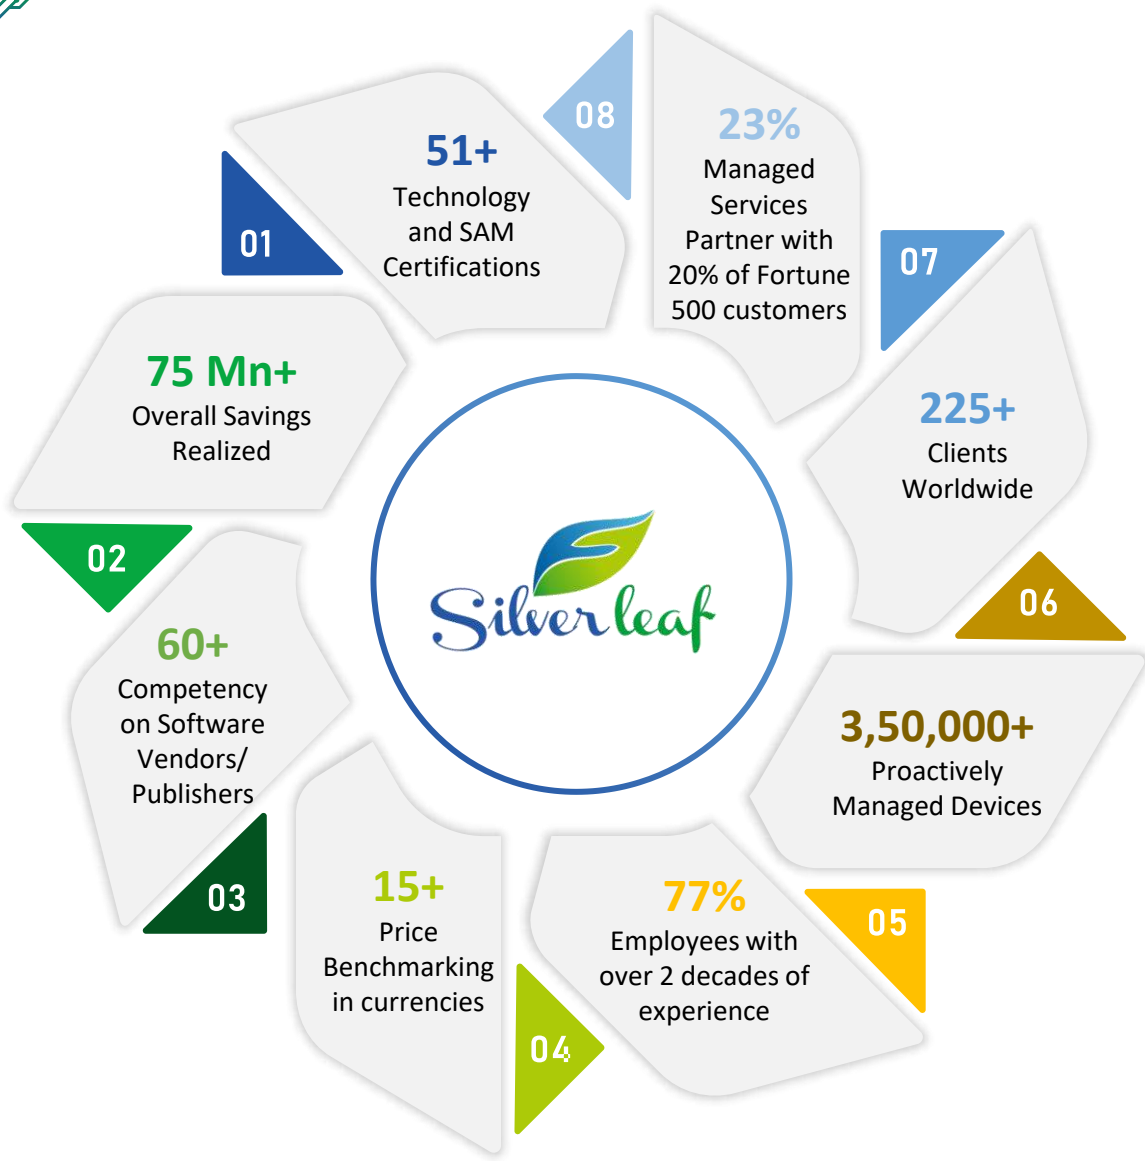 01
51+
Technology
and SAM
Certifications
02
75 Mn+
Overall Savings
Realized
03
60+
Competency
on Software
Vendors/
Publishers
04
15+
Price
Benchmarking
in currencies
05
77%
Employees with
over 2 decades of
experience
06
3,50,000+
Proactively
Managed Devices
07
225+
Clients
Worldwide
08
23%
Managed
Services
Partner with
20% of Fortune
500 customers
Silver leaf